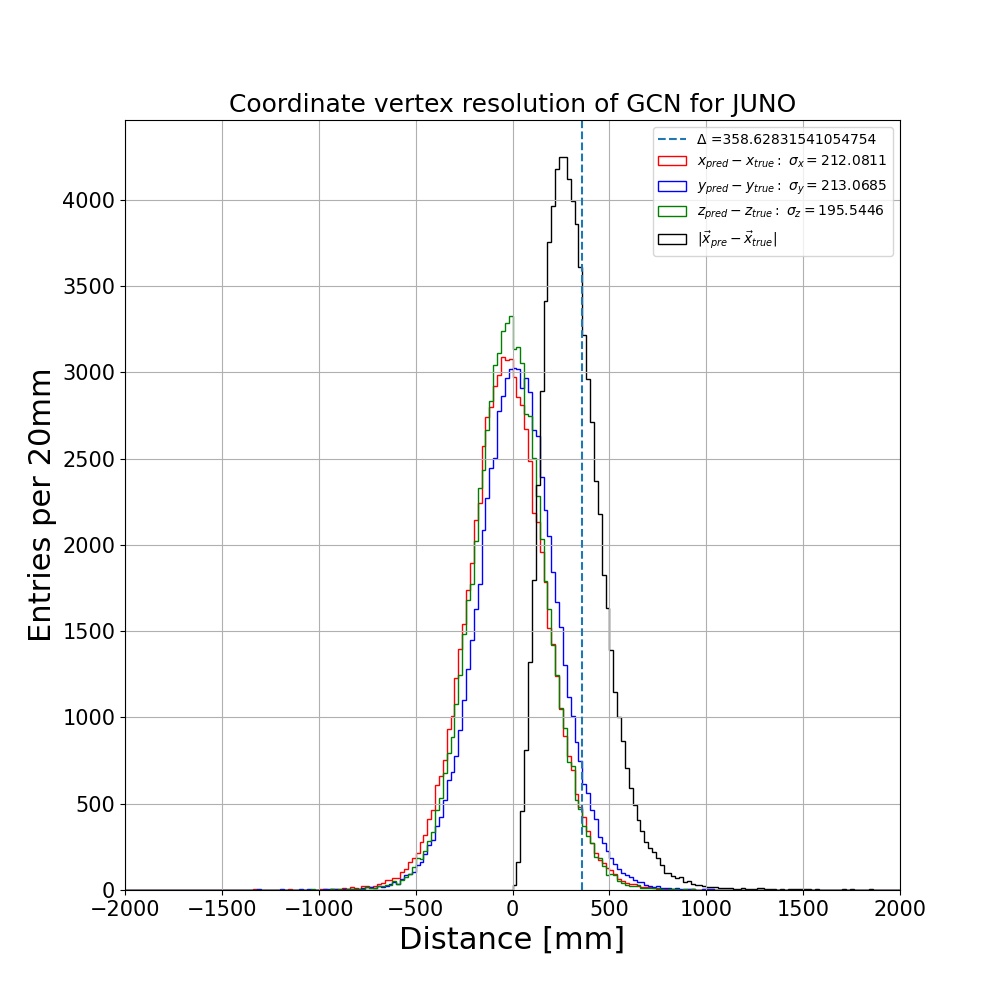 Coordinate vertex resolution of GCN for JUNO
Δ =358.62831541054754
x_pred − x_true : σ_x = 212.0811
y_pred − y_true : σ_y = 213.0685
z_pred − z_true : σ_z = 195.5446
|x⃗_pre − x⃗_true|
Entries per 20mm
4000
3500
3000
2500
2000
1500
1000
500
0
−2000 −1500 −1000 −500 0 500 1000 1500 2000
Distance [mm]